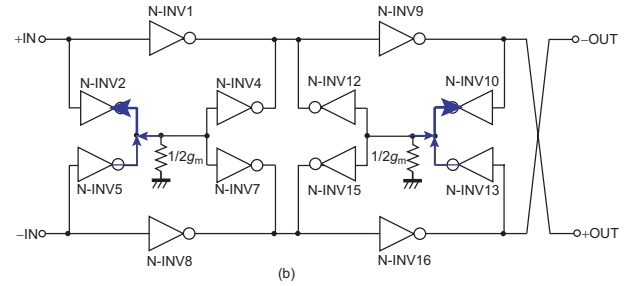 N-INV1
N-INV9
+IN
−OUT
N-INV2
N-INV4
N-INV12
N-INV10
1/2gm
1/2gm
N-INV5
N-INV7
N-INV15
N-INV13
−IN
+OUT
N-INV8
N-INV16
(b)